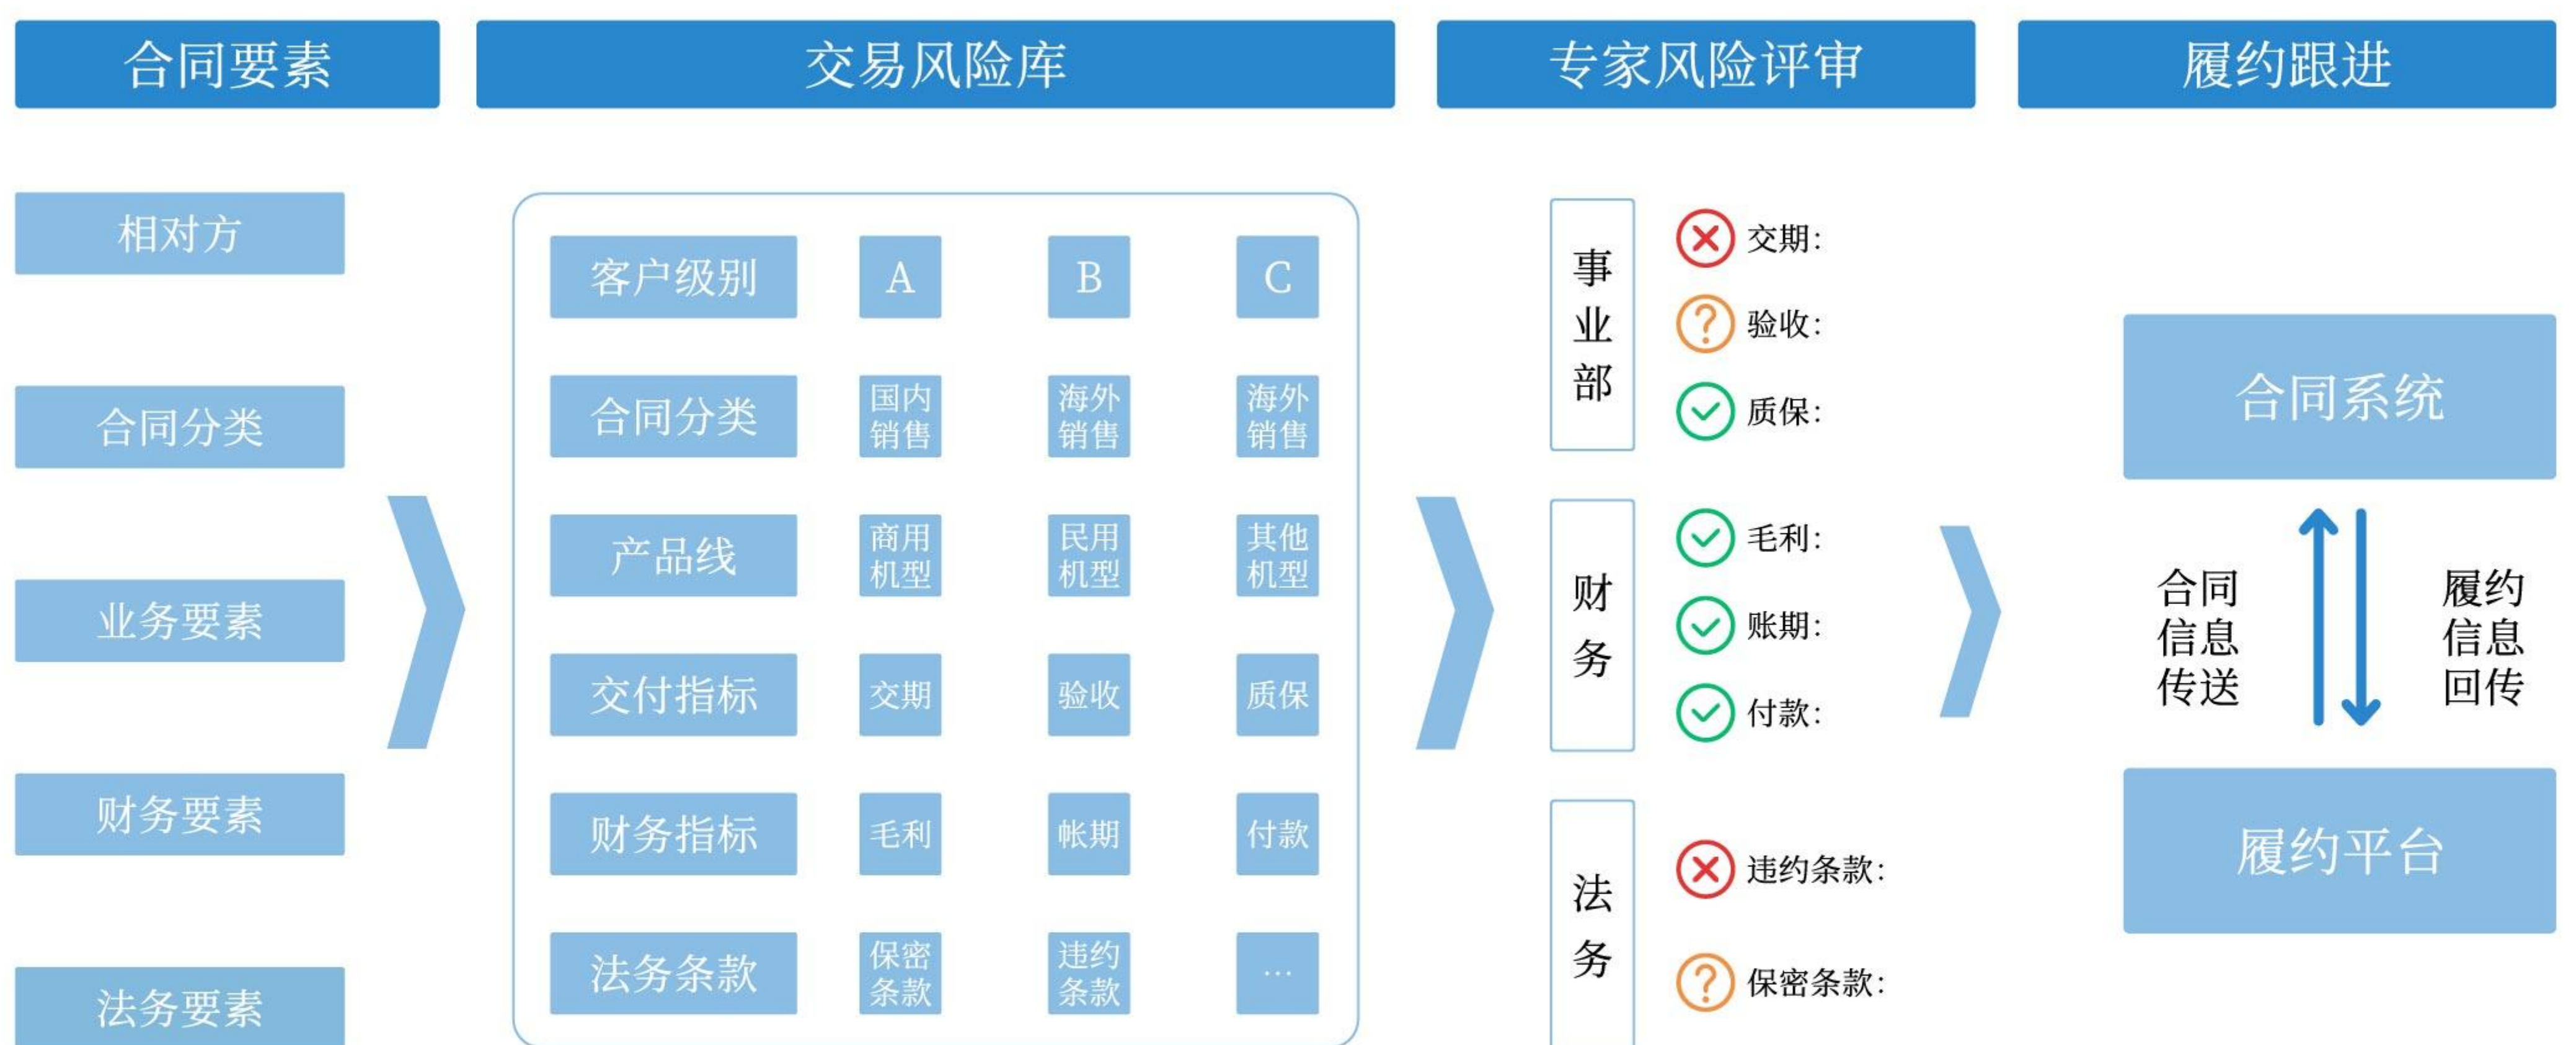 合同要素
交易风险库
专家风险评审
履约跟进
相对方
合同分类
业务要素
财务要素
法务要素
客户级别
A
B
C
合同分类
国内
销售
海外
销售
海外
销售
产品线
商用
机型
民用
机型
其他
机型
交付指标
交期
验收
质保
财务指标
毛利
帐期
付款
法务条款
保密
条款
违约
条款
…
事
业
部
交期：
验收：
质保：
财
务
毛利：
账期：
付款：
法
务
违约条款：
保密条款：
合同系统
合同
信息
传送
履约
信息
回传
履约平台